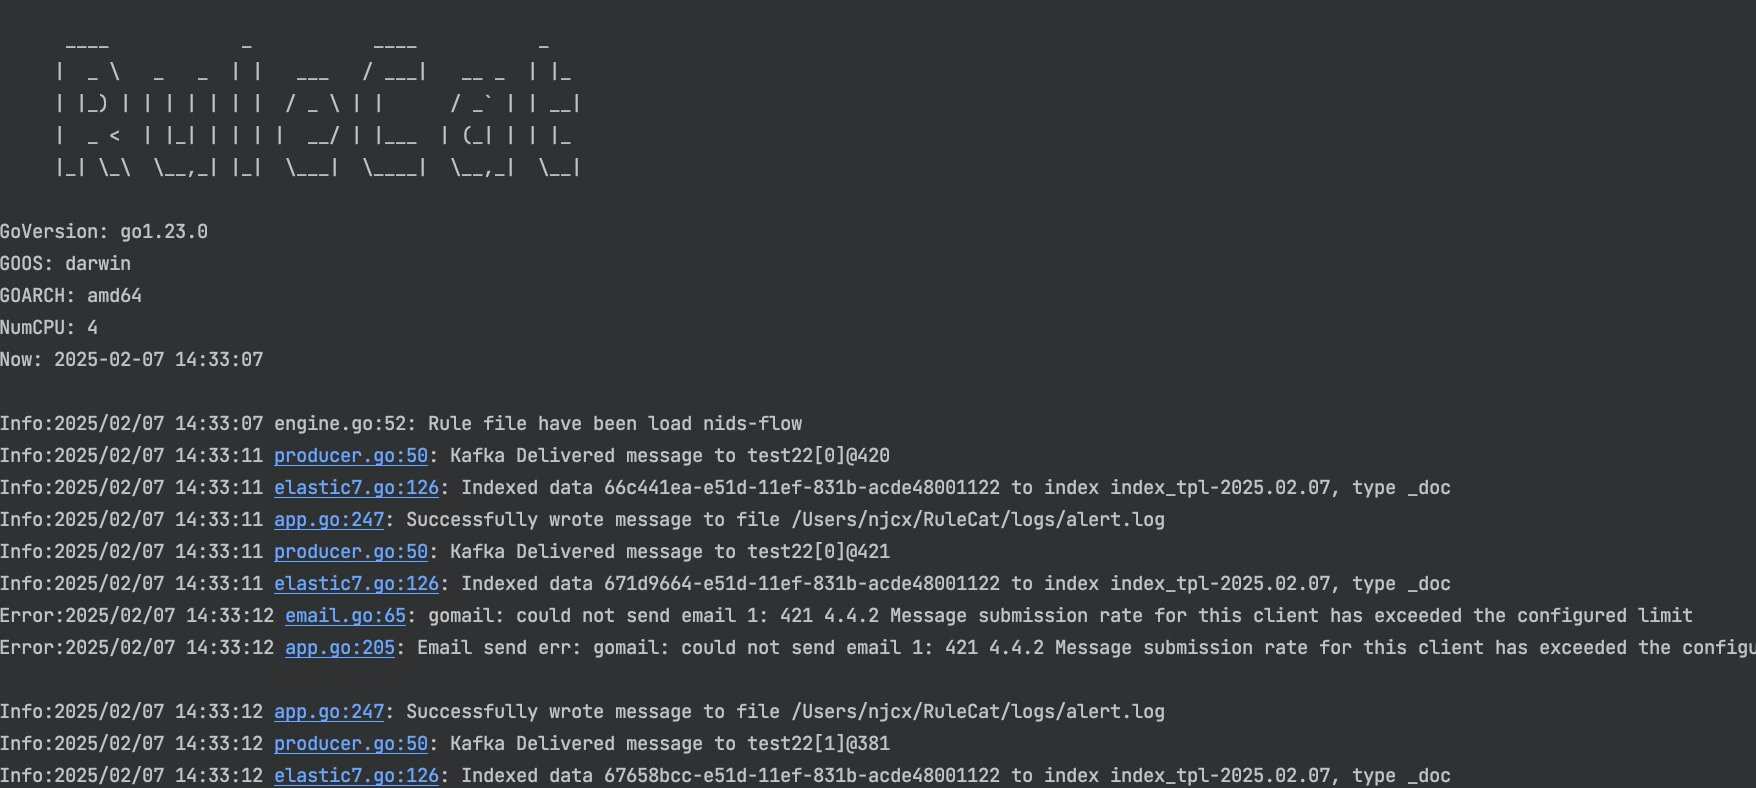 ____            _           ____           _
|  _ \   _   _  | |   ___   / ___|   __ _  | |_
| |_) | | | | | | |  / _ \ | |      / _` | | __|
|  _ <  | |_| | | | |  __/ | |___  | (_| | | |_
|_| \_\  \__,_| |_|  \___|  \____|  \__,_|  \__|
GoVersion: go1.23.0
GOOS: darwin
GOARCH: amd64
NumCPU: 4
Now: 2025-02-07 14:33:07
Info:2025/02/07 14:33:07 engine.go:52: Rule file have been load nids-flow
Info:2025/02/07 14:33:11 producer.go:50: Kafka Delivered message to test22[0]@420
Info:2025/02/07 14:33:11 elastic7.go:126: Indexed data 66c441ea-e51d-11ef-831b-acde48001122 to index index_tpl-2025.02.07, type _doc
Info:2025/02/07 14:33:11 app.go:247: Successfully wrote message to file /Users/njcx/RuleCat/logs/alert.log
Info:2025/02/07 14:33:11 producer.go:50: Kafka Delivered message to test22[0]@421
Info:2025/02/07 14:33:11 elastic7.go:126: Indexed data 671d9664-e51d-11ef-831b-acde48001122 to index index_tpl-2025.02.07, type _doc
Error:2025/02/07 14:33:12 email.go:65: gomail: could not send email 1: 421 4.4.2 Message submission rate for this client has exceeded the configured limit
Error:2025/02/07 14:33:12 app.go:205: Email send err: gomail: could not send email 1: 421 4.4.2 Message submission rate for this client has exceeded the configu
Info:2025/02/07 14:33:12 app.go:247: Successfully wrote message to file /Users/njcx/RuleCat/logs/alert.log
Info:2025/02/07 14:33:12 producer.go:50: Kafka Delivered message to test22[1]@381
Info:2025/02/07 14:33:12 elastic7.go:126: Indexed data 67658bcc-e51d-11ef-831b-acde48001122 to index index_tpl-2025.02.07, type _doc